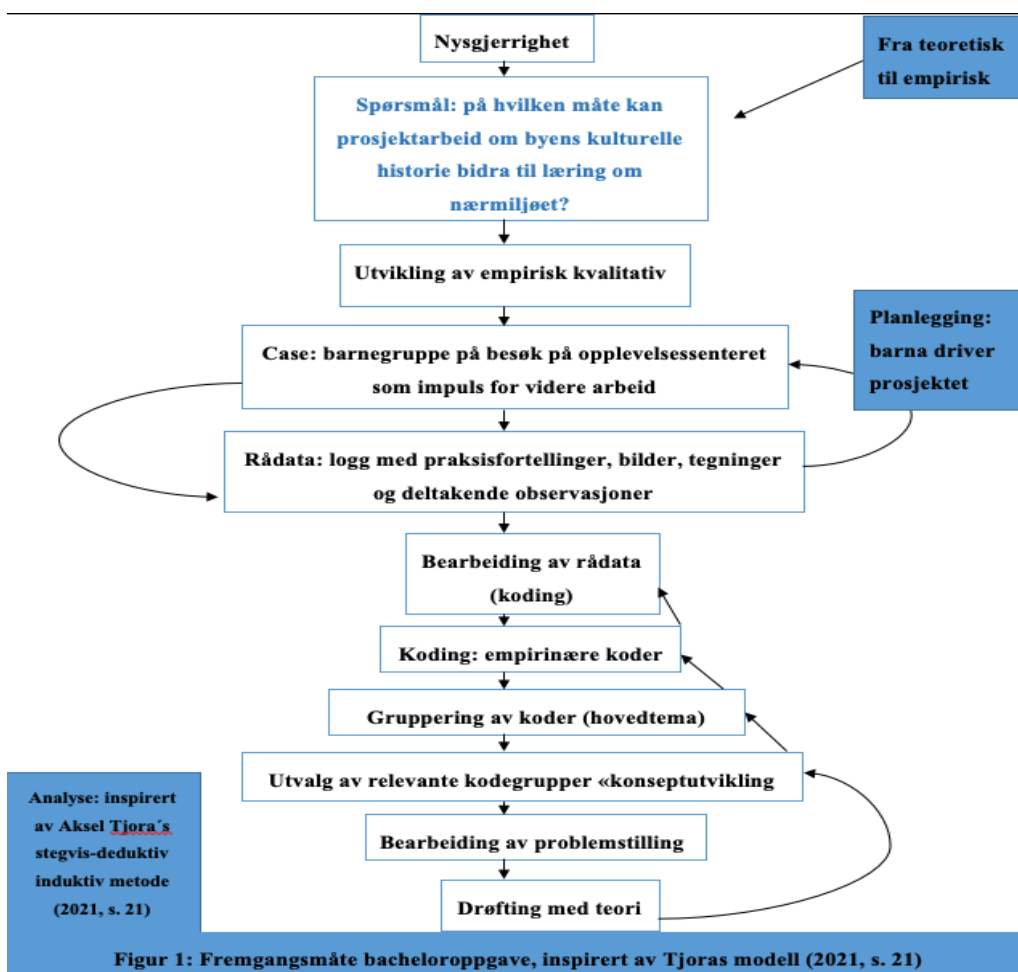 Nysgjerrighet
Fra teoretisk
til empirisk
Spørsmål: på hvilken måte kan
prosjektarbeid om byens kulturelle
historie bidra til læring om
nærmiljøet?
Utvikling av empirisk kvalitativ
Planlegging:
barna driver
prosjektet
Case: barnegruppe på besøk på opplevelsessenteret
som impuls for videre arbeid
Rådata: logg med praksisfortellinger, bilder, tegninger
og deltakende observasjoner
Bearbeiding av rådata
(koding)
Koding: empirinære koder
Gruppering av koder (hovedtema)
Utvalg av relevante kodegrupper «konseptutvikling
Analyse: inspirert
av Aksel Tjora´s
stegvis-deduktiv
induktiv metode
(2021, s. 21)
Bearbeiding av problemstilling
Drøfting med teori
Figur 1: Fremgangsmåte bacheloroppgave, inspirert av Tjoras modell (2021, s. 21)